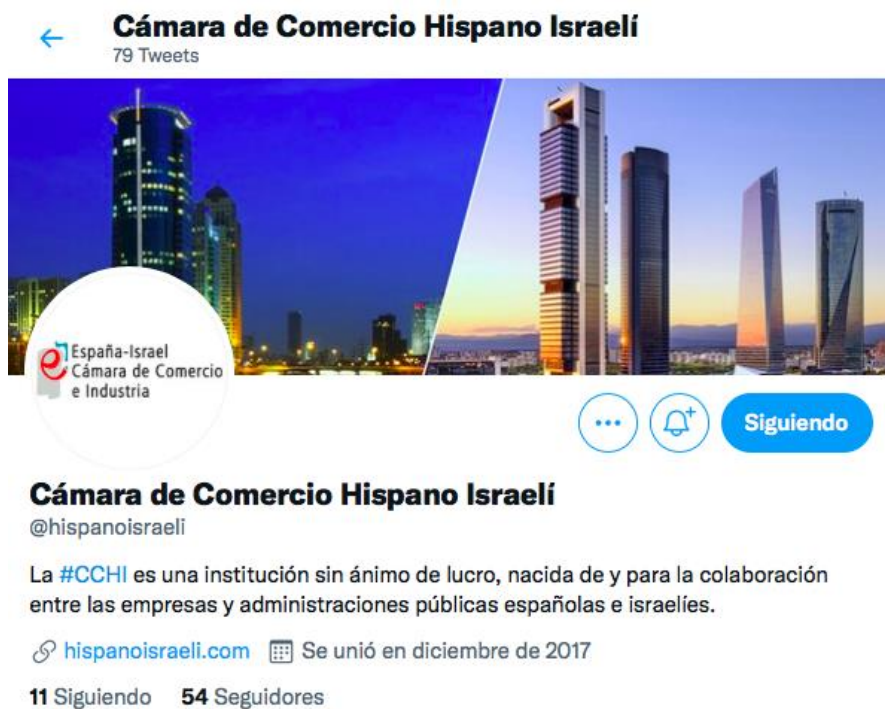 Cámara de Comercio Hispano Israelí
79 Tweets
España-Israel
Cámara de Comercio
e Industria
Siguiendo
Cámara de Comercio Hispano Israelí
@hispanoisraeli
La #CCHI es una institución sin ánimo de lucro, nacida de y para la colaboración
entre las empresas y administraciones públicas españolas e israelíes.
hispanoisraeli.com Se unió en diciembre de 2017
11 Siguiendo 54 Seguidores